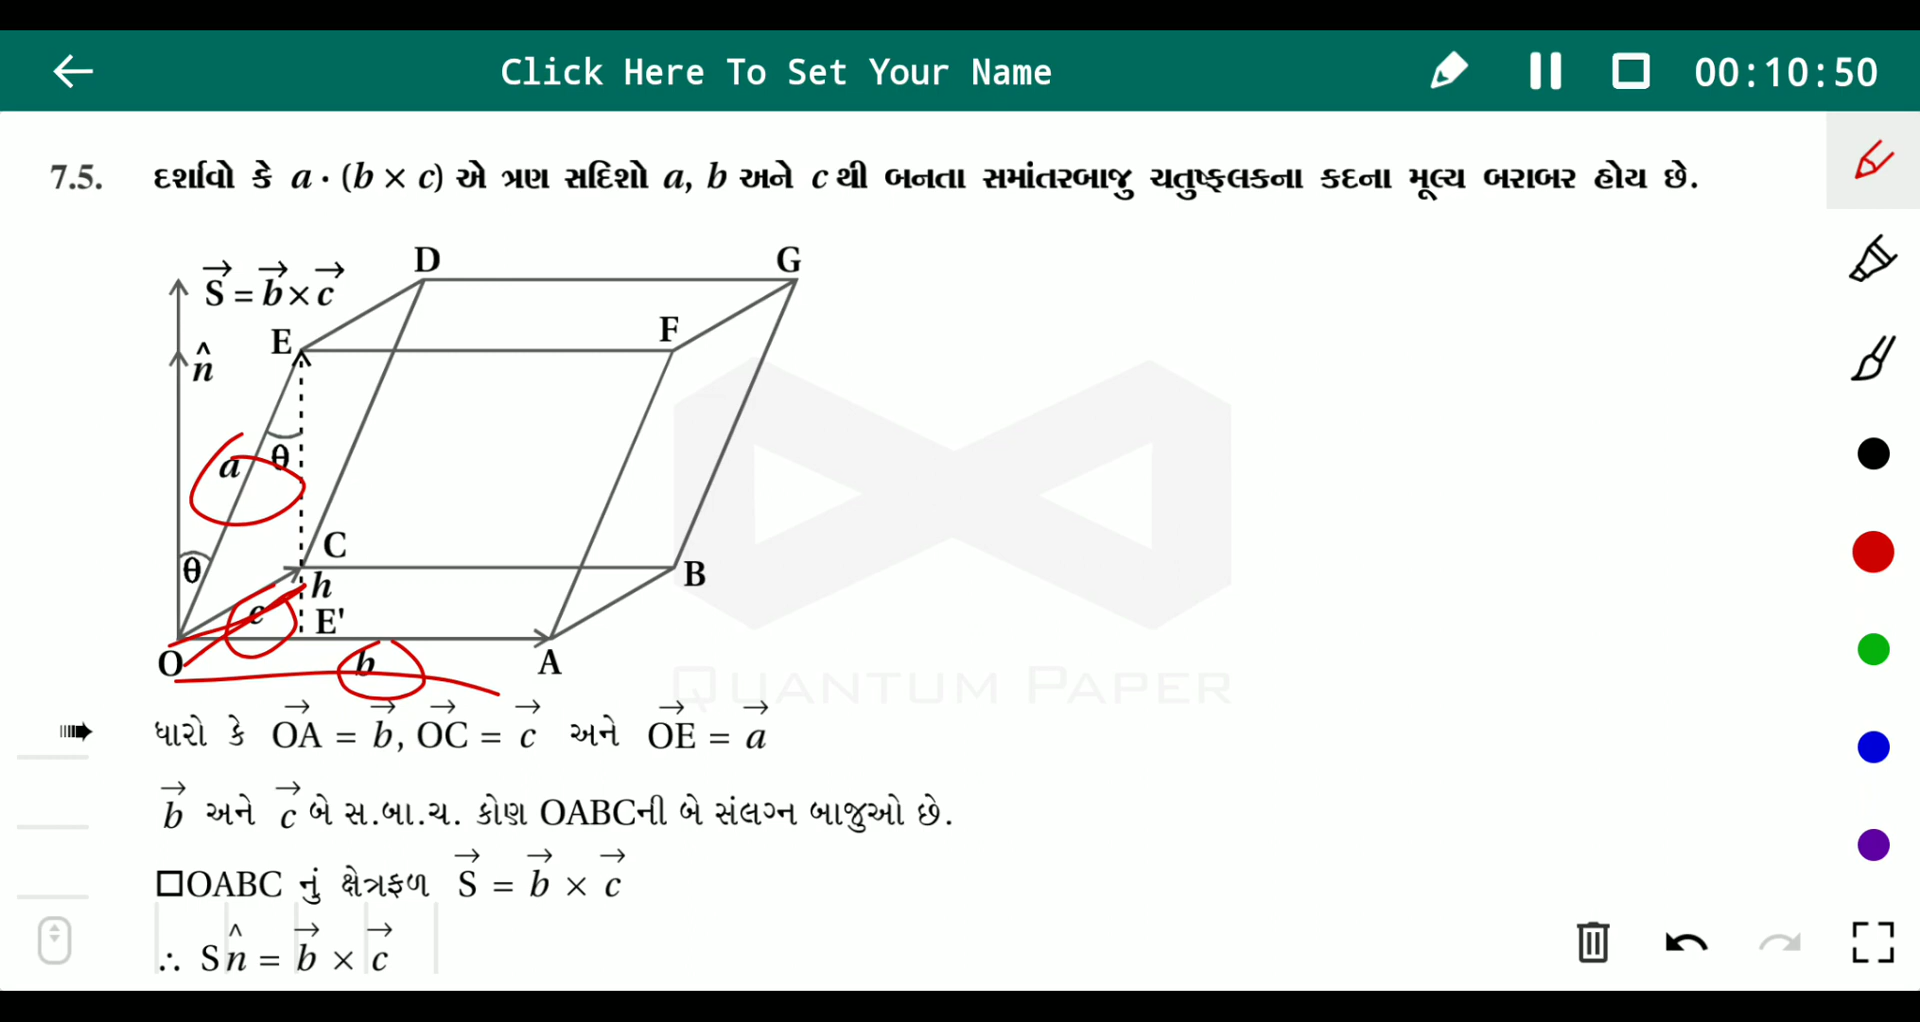 Click Here To Set Your Name
00:10:50
7.5. દર્શાવો કે a · (b × c) એ ત્રણ સદિશો a, b અને c થી બનતા સમાંતરબાજુ ચતુષ્ફલકના કદના મૂલ્ય બરાબર હોય છે.
D G
S⃗ = b⃗ × c⃗
E F
n̂
a θ
C
θ h B
c E'
O b A
ધારો કે OA⃗ = b⃗, OC⃗ = c⃗ અને OE⃗ = a⃗
b⃗ અને c⃗ બે સ.બા.ચ. કોણ OABCની બે સંલગ્ન બાજુઓ છે.
□OABC નું ક્ષેત્રફળ S⃗ = b⃗ × c⃗
∴ Sn̂ = b⃗ × c⃗
QUANTUM PAPER